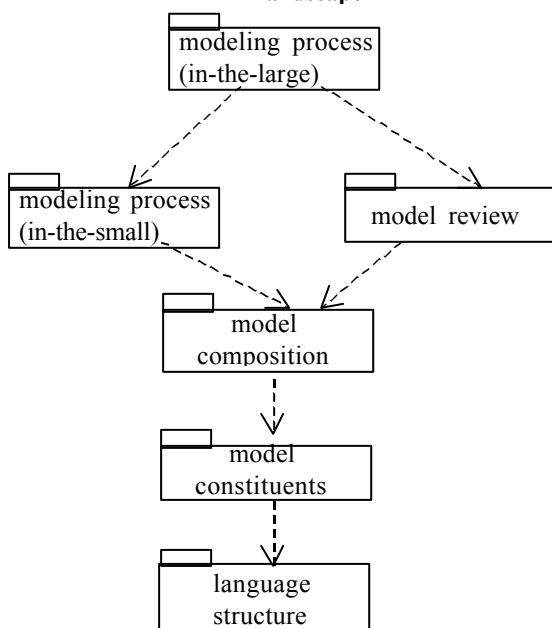 modeling process
(in-the-large)
modeling process
(in-the-small)
model review
model
composition
model
constituents
language
structure